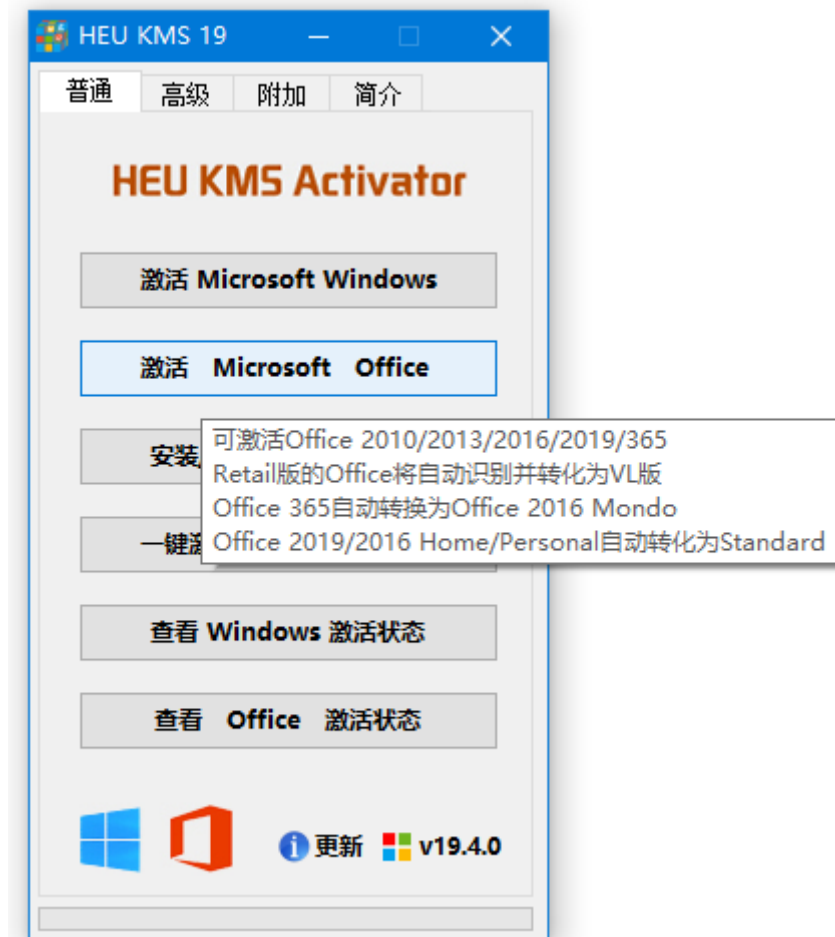 HEU KMS 19
普通 高级 附加 简介
HEU KMS Activator
激活 Microsoft Windows
激活 Microsoft Office
安装
可激活Office 2010/2013/2016/2019/365
Retail版的Office将自动识别并转化为VL版
Office 365自动转换为Office 2016 Mondo
一键激
Office 2019/2016 Home/Personal自动转化为Standard
查看 Windows 激活状态
查看 Office 激活状态
更新 v19.4.0